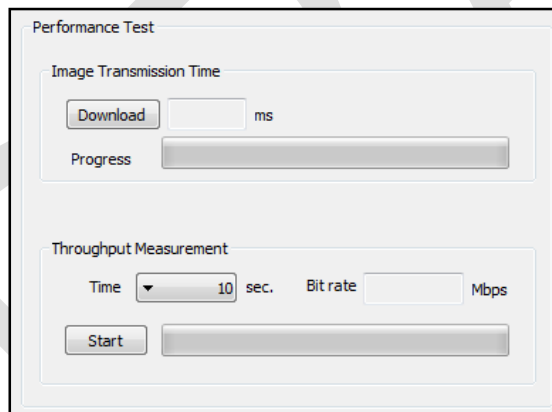 Performance Test
Image Transmission Time
Download ms
Progress
Throughput Measurement
Time 10 sec. Bit rate Mbps
Start